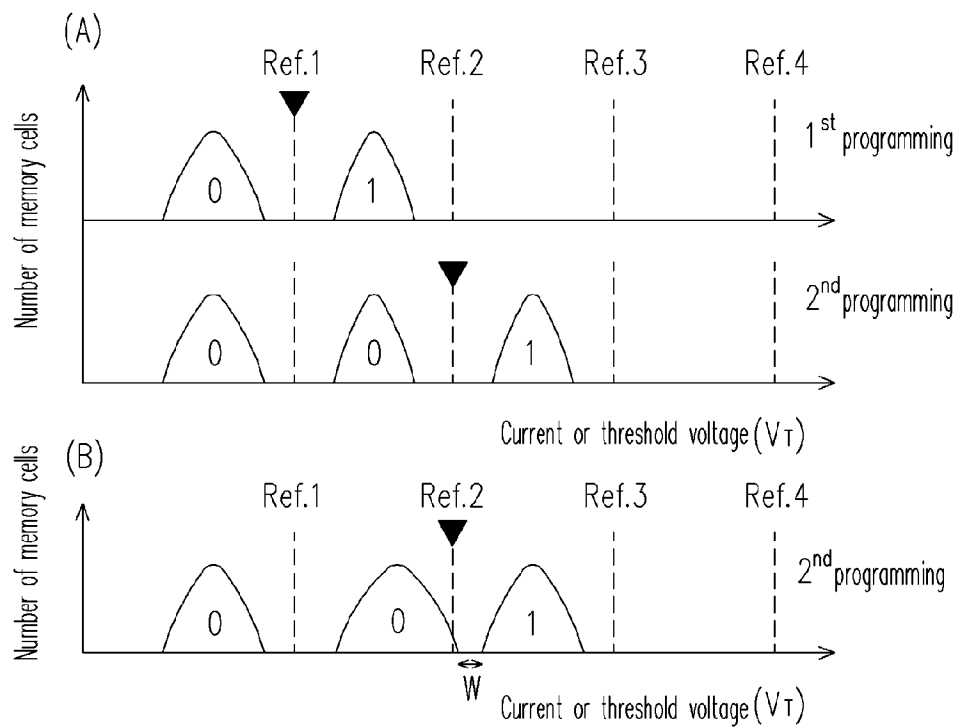 (A)
Ref.1 Ref.2 Ref.3 Ref.4
Number of memory cells
0 1
1st programming
0 0 1
2nd programming
Current or threshold voltage (VT)
(B)
Ref.1 Ref.2 Ref.3 Ref.4
Number of memory cells
0 0 1
2nd programming
W
Current or threshold voltage (VT)